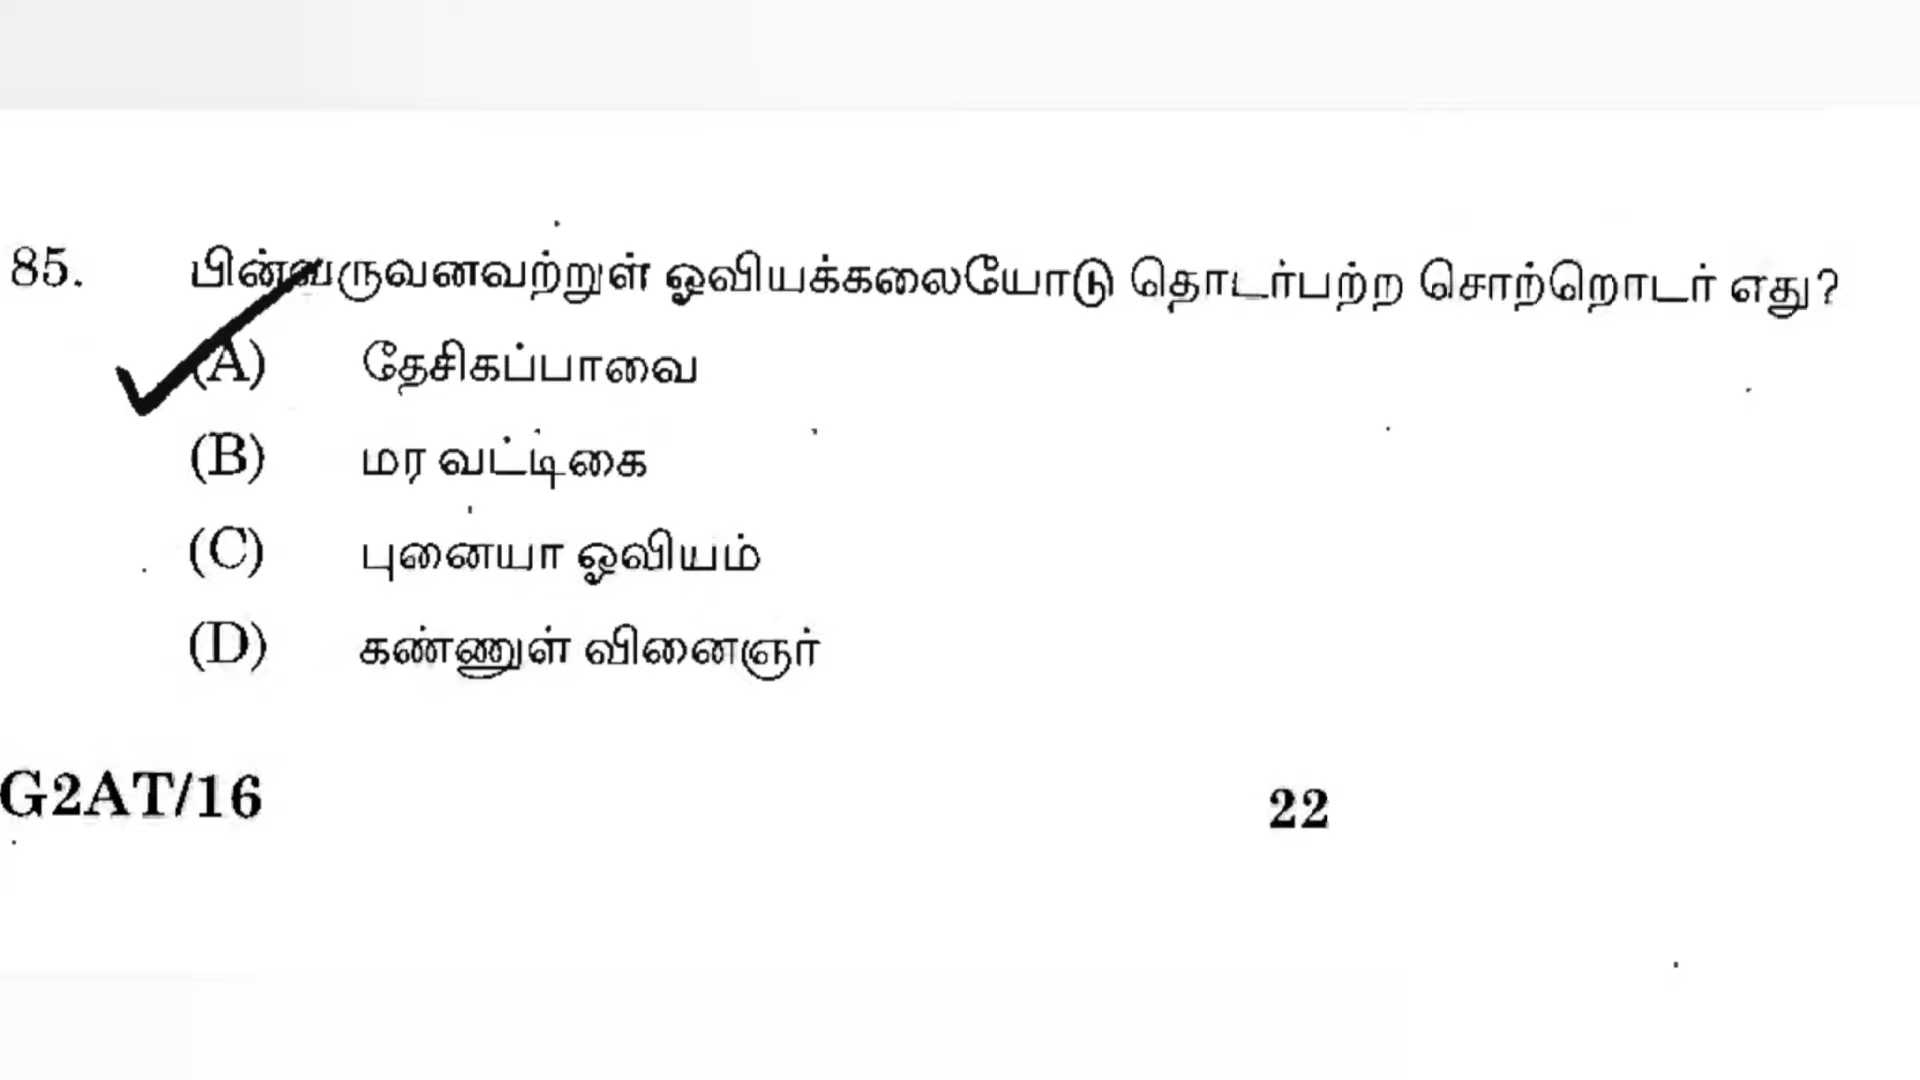 85. பின்வருவனவற்றுள் ஓவியக்கலையோடு தொடர்பற்ற சொற்றொடர் எது?
(A) தேசிகப்பாவை
(B) மர வட்டிகை
(C) புனையா ஓவியம்
(D) கண்ணுள் வினைஞர்
G2AT/16 22